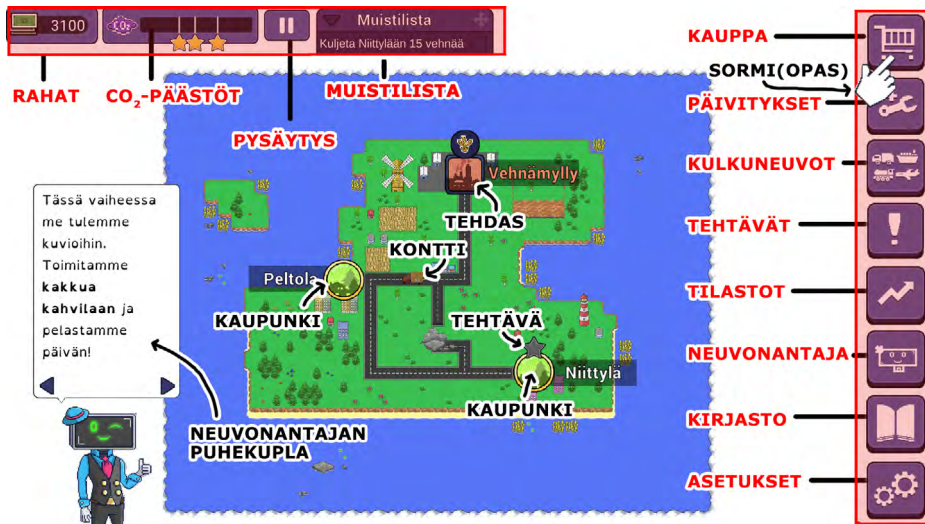 3100
CO₂
Muistilista
Kuljeta Niittylään 15 vehnää
RAHAT
CO₂-PÄÄSTÖT
MUISTILISTA
PYSÄYTYS
KAUPPA
SORMI(OPAS)
PÄIVITYKSET
KULKUNEUVOT
TEHTÄVÄT
TILASTOT
NEUVONANTAJA
KIRJASTO
ASETUKSET
Vehnämylly
TEHDAS
KONTTI
Peltola
KAUPUNKI
TEHTÄVÄ
Niittylä
KAUPUNKI
Tässä vaiheessa
me tulemme
kuvioihin.
Toimitamme
kakkua
kahvilaan ja
pelastamme
päivän!
NEUVONANTAJAN
PUHEKUPLA